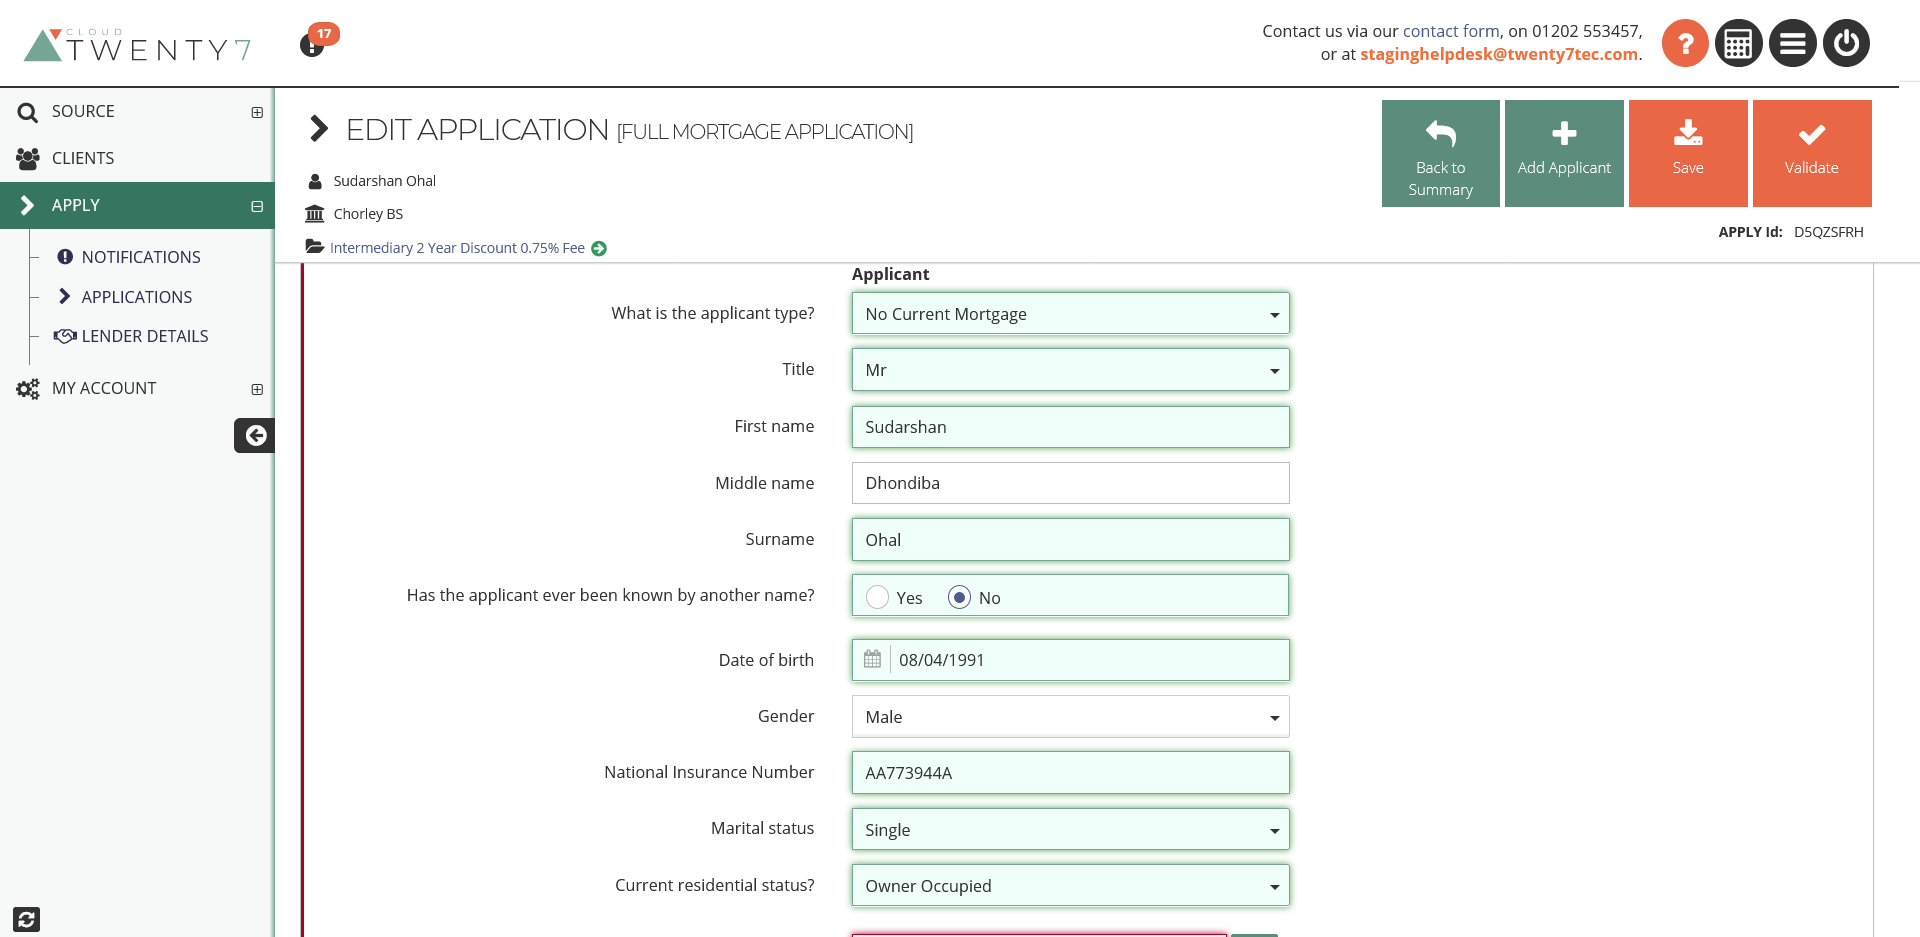 CLOUD
TWENTY7
17
Contact us via our contact form, on 01202 553457,
or at staginghelpdesk@twenty7tec.com.
SOURCE
CLIENTS
APPLY
NOTIFICATIONS
APPLICATIONS
LENDER DETAILS
MY ACCOUNT
EDIT APPLICATION [FULL MORTGAGE APPLICATION]
Sudarshan Ohal
Chorley BS
Intermediary 2 Year Discount 0.75% Fee
Back to
Summary
Add Applicant
Save
Validate
APPLY Id: D5QZSFRH
Applicant
What is the applicant type? No Current Mortgage
Title Mr
First name Sudarshan
Middle name Dhondiba
Surname Ohal
Has the applicant ever been known by another name? Yes No
Date of birth 08/04/1991
Gender Male
National Insurance Number AA773944A
Marital status Single
Current residential status? Owner Occupied